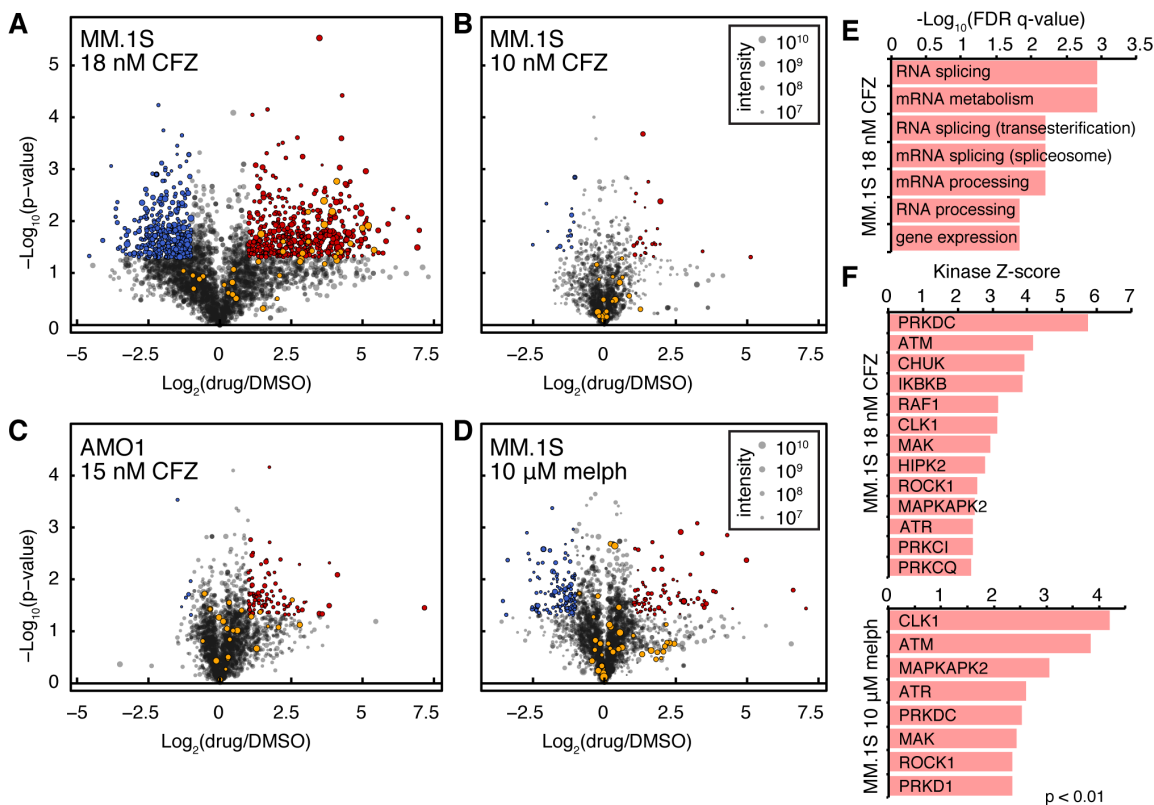 A
MM.1S
18 nM CFZ
5
4
3
2
1
0
−Log10(p−value)
−5
−2.5
0
2.5
5
7.5
Log2(drug/DMSO)
B
MM.1S
10 nM CFZ
intensity
10^10
10^9
10^8
10^7
−2.5
0
2.5
5
7.5
Log2(drug/DMSO)
C
AMO1
15 nM CFZ
4
3
2
1
0
−Log10(p−value)
−5
−2.5
0
2.5
5
7.5
Log2(drug/DMSO)
D
MM.1S
10 µM melph
intensity
10^10
10^9
10^8
10^7
−2.5
0
2.5
5
7.5
Log2(drug/DMSO)
E
-Log10(FDR q-value)
0 0.5 1 1.5 2 2.5 3 3.5
MM.1S 18 nM CFZ
RNA splicing
mRNA metabolism
RNA splicing (transesterification)
mRNA splicing (spliceosome)
mRNA processing
RNA processing
gene expression
F
Kinase Z-score
0 1 2 3 4 5 6 7
MM.1S 18 nM CFZ
PRKDC
ATM
CHUK
IKBKB
RAF1
CLK1
MAK
HIPK2
ROCK1
MAPKAPK2
ATR
PRKCI
PRKCQ
0 1 2 3 4
MM.1S 10 µM melph
CLK1
ATM
MAPKAPK2
ATR
PRKDC
MAK
ROCK1
PRKD1
p < 0.01